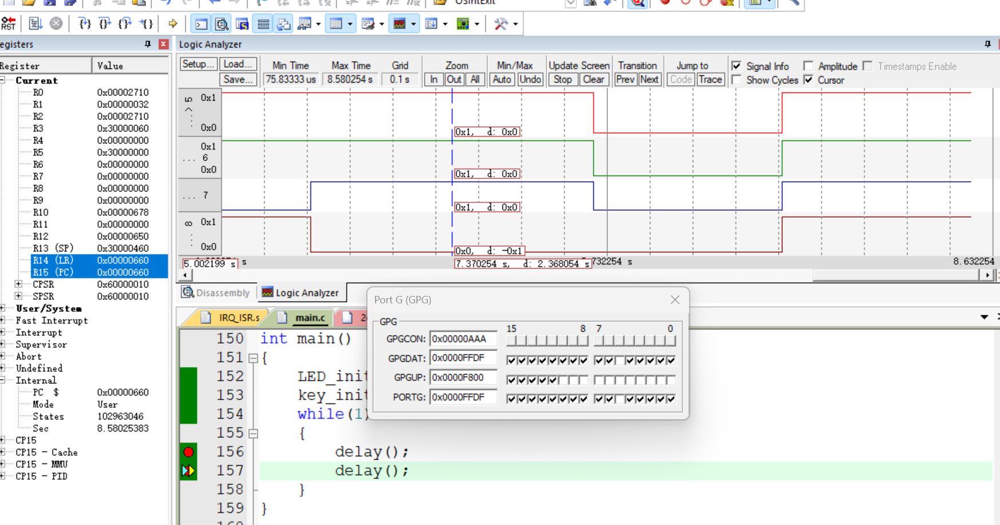 OSIntExit
RST
egisters
Logic Analyzer
Register Value
Current
R0 0x00002710
R1 0x00000032
R2 0x00002710
R3 0x30000060
R4 0x00000000
R5 0x30000000
R6 0x00000000
R7 0x00000000
R8 0x00000000
R9 0x00000000
R10 0x00000678
R11 0x00000000
R12 0x00000650
R13 (SP) 0x30000460
R14 (LR) 0x00000660
R15 (PC) 0x00000660
CPSR 0x60000010
SPSR 0x60000010
User/System
Fast Interrupt
Interrupt
Supervisor
Abort
Undefined
Internal
PC $ 0x00000660
Mode User
States 102963046
Sec 8.58025383
CP15
CP15 - Cache
CP15 - MMU
CP15 - PID
Setup... Load... Min Time Max Time Grid Zoom Min/Max Update Screen Transition Jump to Signal Info Amplitude Timestamps Enable
Save... 75.83333 us 8.580254 s 0.1 s In Out All Auto Undo Stop Clear Prev Next Code Trace Show Cycles Cursor
5 0x1
0x0
0x1, d: 0x0
0x1
... 6
0x0
0x1, d: 0x0
... 7
0x1, d: 0x0
8 0x1
0x0
0x0, d: -0x1
5.002199 s s 7.370254 s, d: 2.368054 s 732254 s 8.632254
Disassembly Logic Analyzer
IRQ_ISR.s main.c 2
Port G (GPG)
GPG
15 8 7 0
GPGCON: 0x00000AAA
GPGDAT: 0x0000FFDF
GPGUP: 0x0000F800
PORTG: 0x0000FFDF
150 int main()
151 {
152 LED_init
153 key_init
154 while(1)
155 {
156 delay();
157 delay();
158 }
159 }